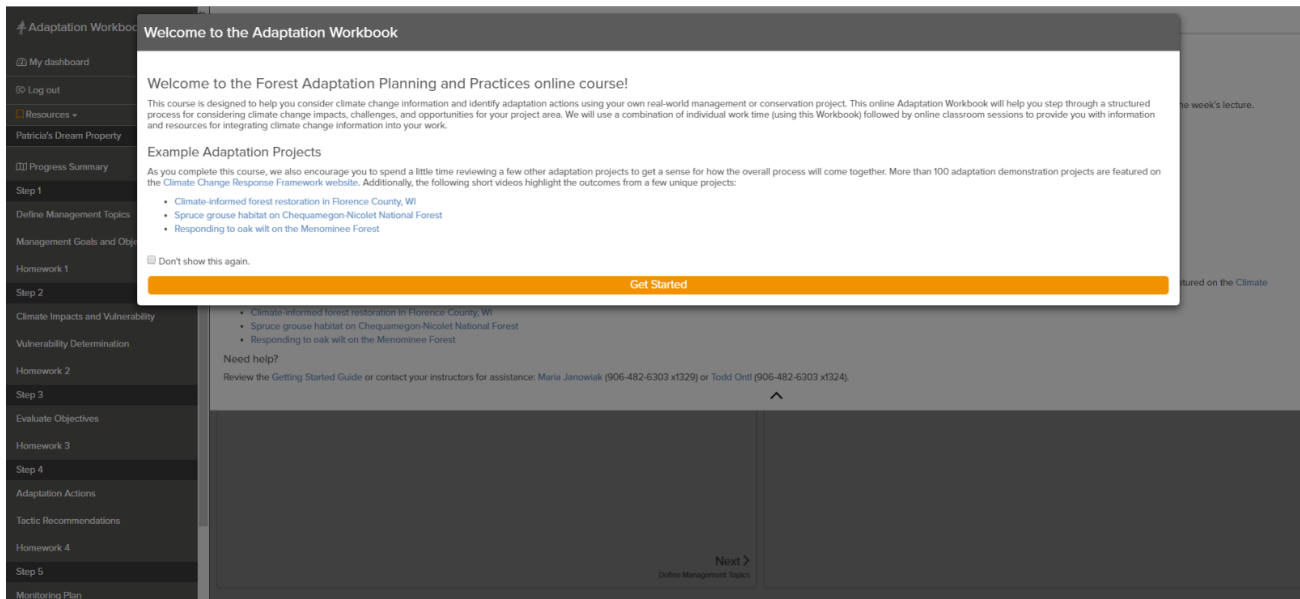 Adaptation Workboo
My dashboard
Log out
Resources
Patricia's Dream Property
Progress Summary
Step 1
Define Management Topics
Management Goals and Obje
Homework 1
Step 2
Climate Impacts and Vulnerability
Vulnerability Determination
Homework 2
Step 3
Evaluate Objectives
Homework 3
Step 4
Adaptation Actions
Tactic Recommendations
Homework 4
Step 5
Monitoring Plan
Welcome to the Adaptation Workbook
Welcome to the Forest Adaptation Planning and Practices online course!
This course is designed to help you consider climate change information and identify adaptation actions using your own real-world management or conservation project. This online Adaptation Workbook will help you step through a structured
process for considering climate change impacts, challenges, and opportunities for your project area. We will use a combination of individual work time (using this Workbook) followed by online classroom sessions to provide you with information
and resources for integrating climate change information into your work.
Example Adaptation Projects
As you complete this course, we also encourage you to spend a little time reviewing a few other adaptation projects to get a sense for how the overall process will come together. More than 100 adaptation demonstration projects are featured on
the Climate Change Response Framework website. Additionally, the following short videos highlight the outcomes from a few unique projects:
• Climate-informed forest restoration in Florence County, WI
• Spruce grouse habitat on Chequamegon-Nicolet National Forest
• Responding to oak wilt on the Menominee Forest
Don't show this again.
Get Started
he week's lecture.
tured on the Climate
• Climate-informed forest restoration in Florence County, WI
• Spruce grouse habitat on Chequamegon-Nicolet National Forest
• Responding to oak wilt on the Menominee Forest
Need help?
Review the Getting Started Guide or contact your instructors for assistance: Maria Janowiak (906-482-6303 x1329) or Todd Ontl (906-482-6303 x1324).
Next
Define Management Topics